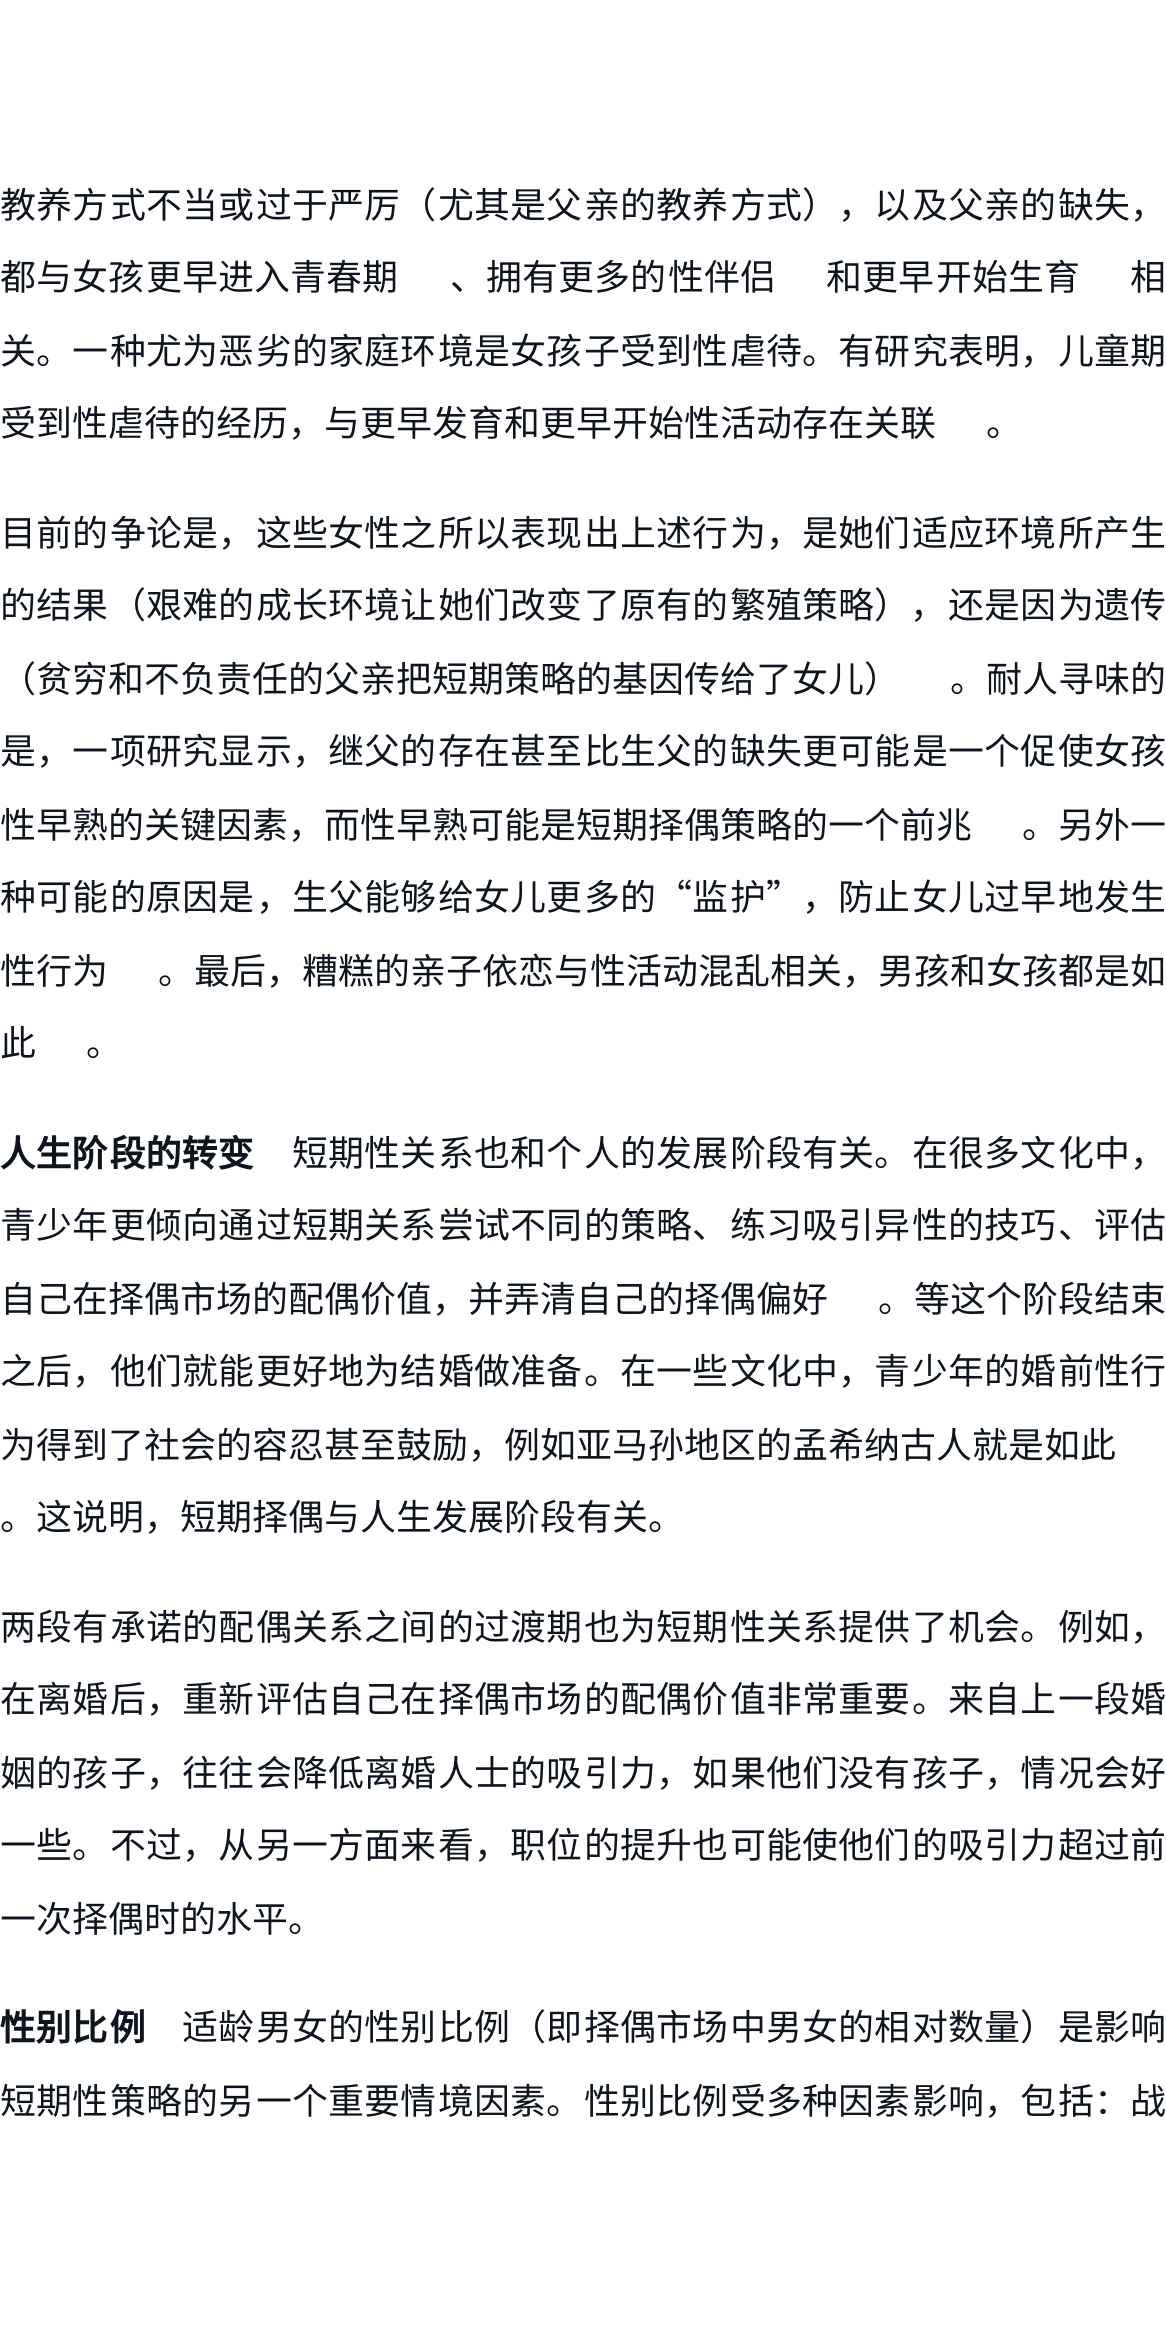 教养方式不当或过于严厉（尤其是父亲的教养方式），以及父亲的缺失，
都与女孩更早进入青春期　、拥有更多的性伴侣　和更早开始生育　相
关。一种尤为恶劣的家庭环境是女孩子受到性虐待。有研究表明，儿童期
受到性虐待的经历，与更早发育和更早开始性活动存在关联　。
目前的争论是，这些女性之所以表现出上述行为，是她们适应环境所产生
的结果（艰难的成长环境让她们改变了原有的繁殖策略），还是因为遗传
（贫穷和不负责任的父亲把短期策略的基因传给了女儿）　。耐人寻味的
是，一项研究显示，继父的存在甚至比生父的缺失更可能是一个促使女孩
性早熟的关键因素，而性早熟可能是短期择偶策略的一个前兆　。另外一
种可能的原因是，生父能够给女儿更多的“监护”，防止女儿过早地发生
性行为　。最后，糟糕的亲子依恋与性活动混乱相关，男孩和女孩都是如
此　。
人生阶段的转变　短期性关系也和个人的发展阶段有关。在很多文化中，
青少年更倾向通过短期关系尝试不同的策略、练习吸引异性的技巧、评估
自己在择偶市场的配偶价值，并弄清自己的择偶偏好　。等这个阶段结束
之后，他们就能更好地为结婚做准备。在一些文化中，青少年的婚前性行
为得到了社会的容忍甚至鼓励，例如亚马孙地区的孟希纳古人就是如此
。这说明，短期择偶与人生发展阶段有关。
两段有承诺的配偶关系之间的过渡期也为短期性关系提供了机会。例如，
在离婚后，重新评估自己在择偶市场的配偶价值非常重要。来自上一段婚
姻的孩子，往往会降低离婚人士的吸引力，如果他们没有孩子，情况会好
一些。不过，从另一方面来看，职位的提升也可能使他们的吸引力超过前
一次择偶时的水平。
性别比例　适龄男女的性别比例（即择偶市场中男女的相对数量）是影响
短期性策略的另一个重要情境因素。性别比例受多种因素影响，包括：战